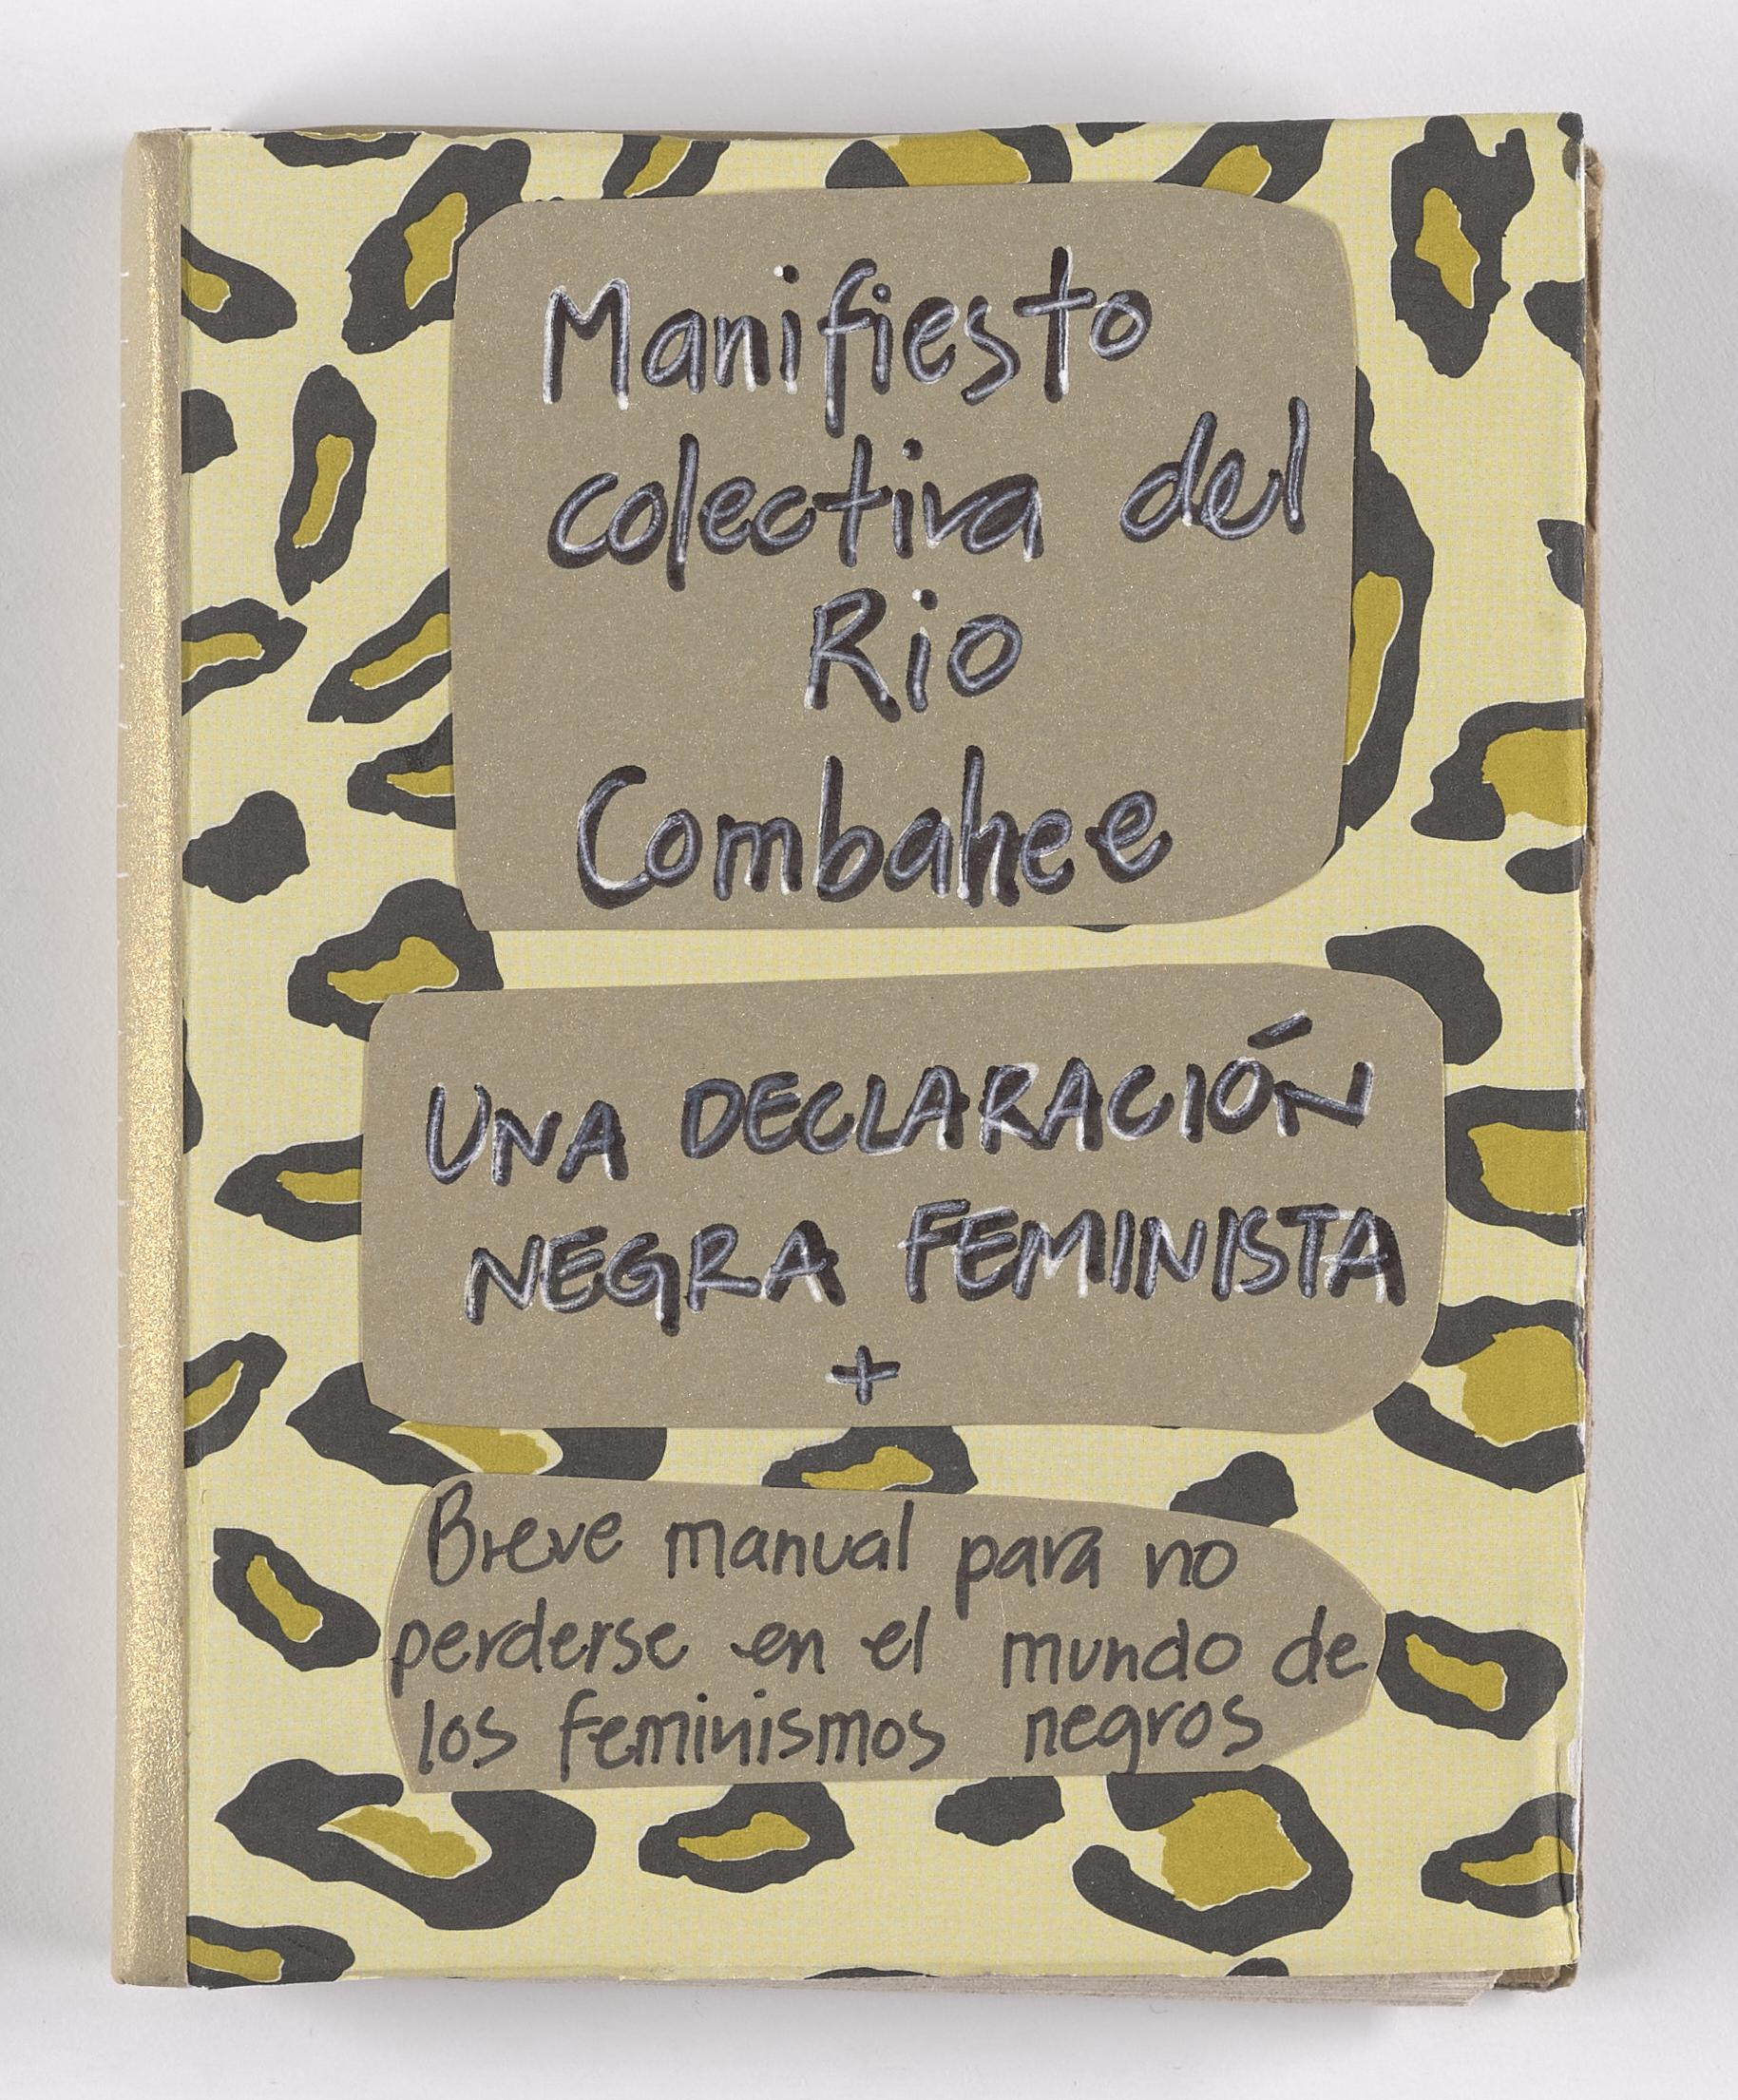 Manifiesto
colectiva del
Rio
Combahee
UNA DECLARACIÓN
NEGRA FEMINISTA
+
Breve manual para no
perderse en el mundo de
los feminismos negros